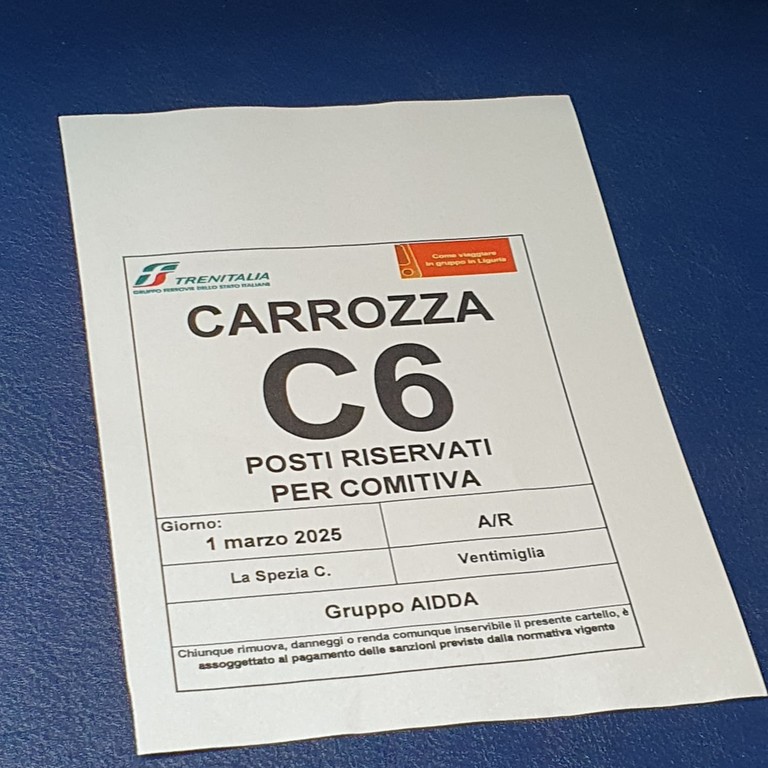 TRENITALIA
GRUPPO FERROVIE DELLO STATO ITALIANE
Come viaggiare
in gruppo in Liguria
CARROZZA
C6
POSTI RISERVATI
PER COMITIVA
Giorno:
1 marzo 2025
A/R
La Spezia C.
Ventimiglia
Gruppo AIDDA
Chiunque rimuova, danneggi o renda comunque inservibile il presente cartello, è
assoggettato al pagamento delle sanzioni previste dalla normativa vigente